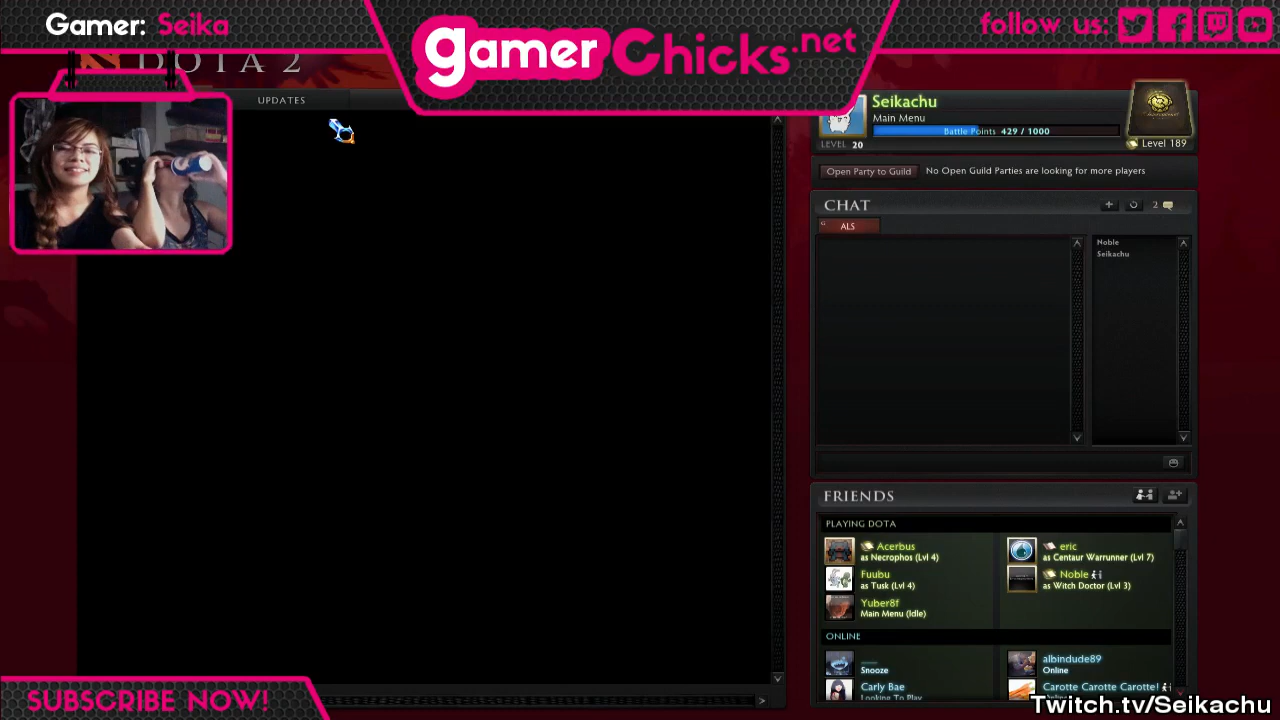 Gamer: Seika
gamerChicks.net
follow us:
DOTA 2
UPDATES
Seikachu
Main Menu
Battle Points 429 / 1000
LEVEL 20
Level 189
Open Party to Guild
No Open Guild Parties are looking for more players
CHAT
2
G ALS
Noble
Seikachu
FRIENDS
PLAYING DOTA
Acerbus
as Necrophos (Lvl 4)
eric
as Centaur Warrunner (Lvl 7)
Fuubu
as Tusk (Lvl 4)
Noble
as Witch Doctor (Lvl 3)
Yuber8f
Main Menu (Idle)
ONLINE
Snooze
albindude89
Online
Carly Bae
Looking To Play
Carotte Carotte Carotte!
SUBSCRIBE NOW!
Twitch.tv/Seikachu